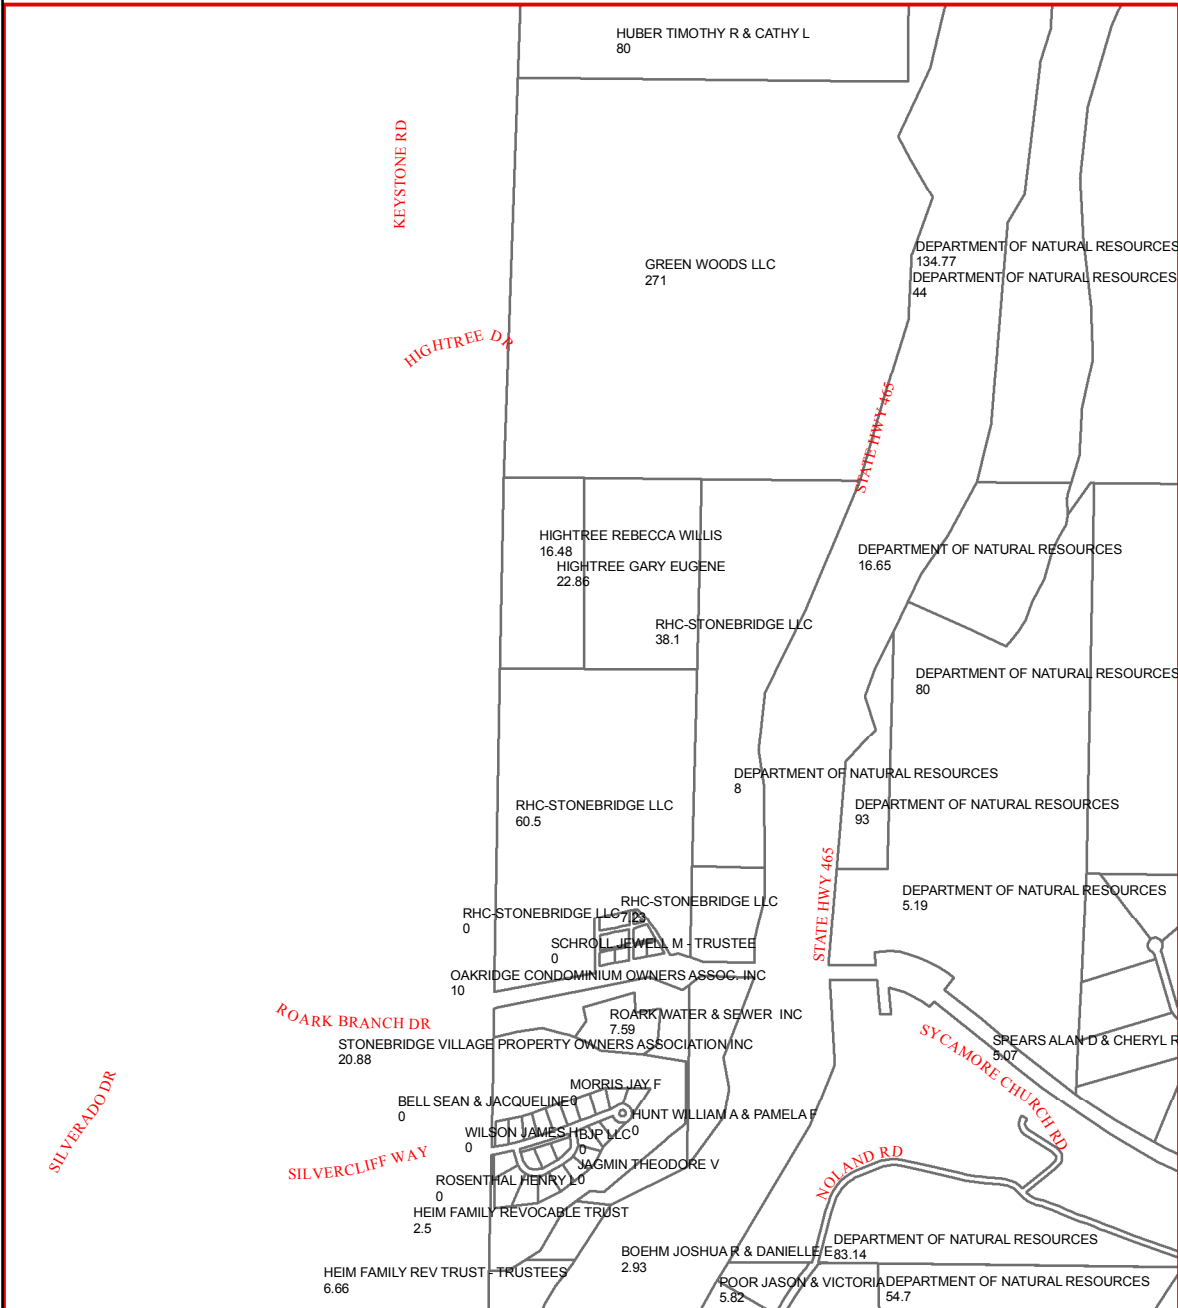 HUBER TIMOTHY R & CATHY L
80
KEYSTONE RD
DEPARTMENT OF NATURAL RESOURCES
134.77
GREEN WOODS LLC
271
DEPARTMENT OF NATURAL RESOURCES
44
HIGHTREE DR
STATE HWY 465
HIGHTREE REBECCA WILLIS
16.48
DEPARTMENT OF NATURAL RESOURCES
16.65
HIGHTREE GARY EUGENE
22.86
RHC-STONEBRIDGE LLC
38.1
DEPARTMENT OF NATURAL RESOURCES
80
DEPARTMENT OF NATURAL RESOURCES
8
RHC-STONEBRIDGE LLC
60.5
DEPARTMENT OF NATURAL RESOURCES
93
STATE HWY 465
DEPARTMENT OF NATURAL RESOURCES
5.19
RHC-STONEBRIDGE LLC
7.23
RHC-STONEBRIDGE LLC
0
SCHROLL JEWELL M - TRUSTEE
0
OAKRIDGE CONDOMINIUM OWNERS ASSOC. INC
10
ROARK BRANCH DR
ROARK WATER & SEWER INC
7.59
STONEBRIDGE VILLAGE PROPERTY OWNERS ASSOCIATION INC
20.88
SYCAMORE CHURCH RD
SPEARS ALAN D & CHERYL R
5.07
SILVERADO DR
MORRIS JAY F
0
BELL SEAN & JACQUELINE
0
HUNT WILLIAM A & PAMELA F
0
WILSON JAMES H
0
BJP LLC
0
SILVERCLIFF WAY
JAGMIN THEODORE V
0
NOLAND RD
ROSENTHAL HENRY L
0
HEIM FAMILY REVOCABLE TRUST
2.5
DEPARTMENT OF NATURAL RESOURCES
83.14
BOEHM JOSHUA R & DANIELLE E
2.93
HEIM FAMILY REV TRUST - TRUSTEES
6.66
POOR JASON & VICTORIA
5.82
DEPARTMENT OF NATURAL RESOURCES
54.7